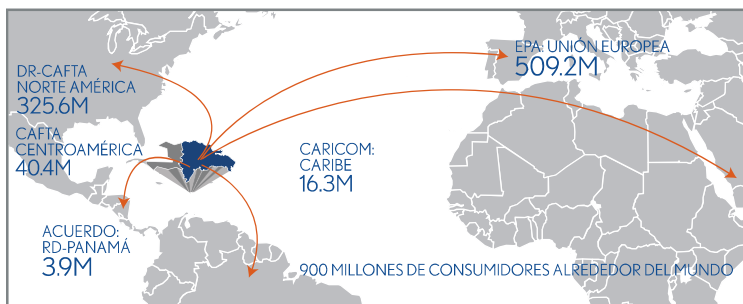 DR-CAFTA
NORTE AMÉRICA
325.6M
CAFTA
CENTROAMÉRICA
40.4M
ACUERDO:
RD-PANAMÁ
3.9M
CARICOM:
CARIBE
16.3M
EPA: UNIÓN EUROPEA
509.2M
900 MILLONES DE CONSUMIDORES ALREDEDOR DEL MUNDO